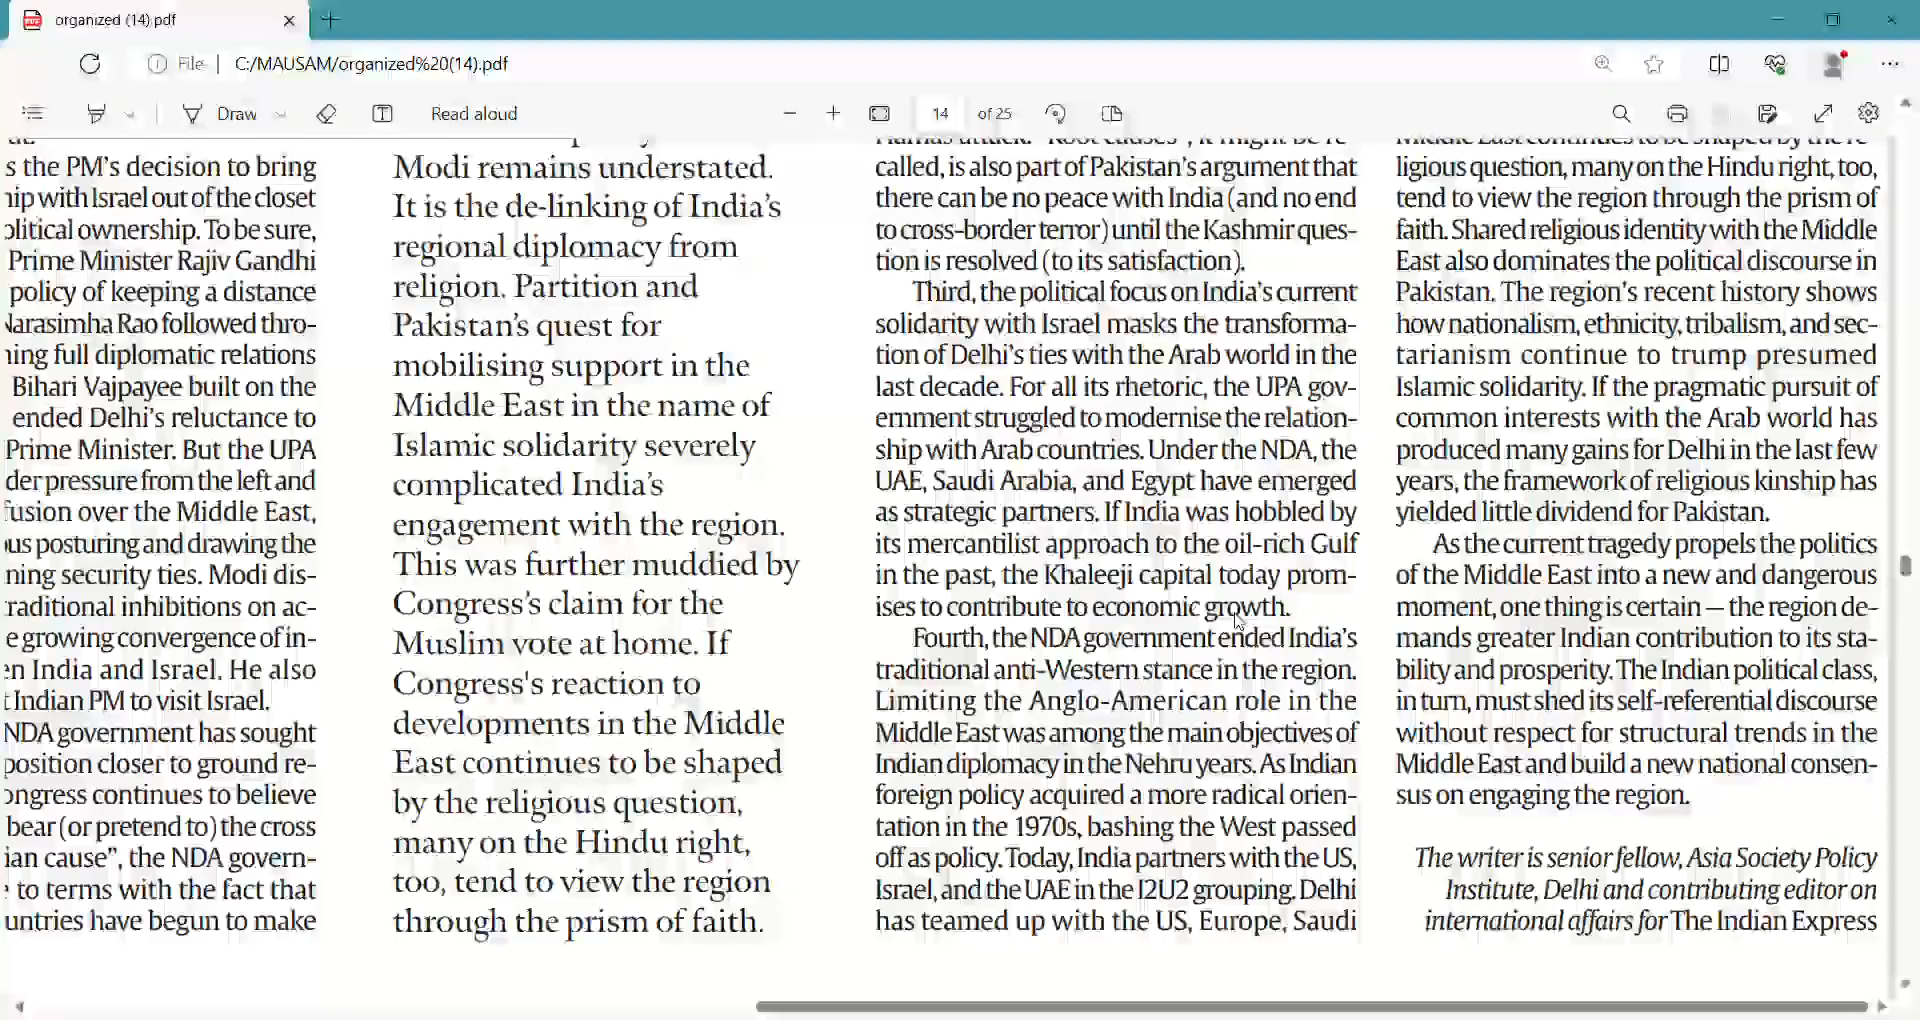 organized (14).pdf
File
C:/MAUSAM/organized%20(14).pdf
Draw
Read aloud
14
of 25
s the PM's decision to bring
with Israel out of the closet
political ownership. To be sure,
Prime Minister Rajiv Gandhi
policy of keeping a distance
Narasimha Rao followed thro-
full diplomatic relations
Bihari Vajpayee built on the
ended Delhi's reluctance to
Prime Minister. But the UPA
der pressure from the left and
fusion over the Middle East,
us posturing and drawing the
ning security ties. Modi dis-
traditional inhibitions on ac-
e growing convergence of in-
en India and Israel. He also
t Indian PM to visit Israel.
NDA government has sought
position closer to ground re-
ongress continues to believe
bear (or pretend to) the cross
ian cause", the NDA govern-
to terms with the fact that
untries have begun to make
Modi remains understated.
It is the de-linking of India's
regional diplomacy from
religion. Partition and
Pakistan's quest for
mobilising support in the
Middle East in the name of
Islamic solidarity severely
complicated India's
engagement with the region.
This was further muddied by
Congress's claim for the
Muslim vote at home. If
Congress's reaction to
developments in the Middle
East continues to be shaped
by the religious question,
many on the Hindu right,
too, tend to view the region
through the prism of faith.
Hamas attack. "Root causes", it might be re-
called, is also part of Pakistan's argument that
there can be no peace with India (and no end
to cross-border terror) until the Kashmir ques-
tion is resolved (to its satisfaction).
Third, the political focus on India's current
solidarity with Israel masks the transforma-
tion of Delhi's ties with the Arab world in the
last decade. For all its rhetoric, the UPA gov-
ernment struggled to modernise the relation-
ship with Arab countries. Under the NDA, the
UAE, Saudi Arabia, and Egypt have emerged
as strategic partners. If India was hobbled by
its mercantilist approach to the oil-rich Gulf
in the past, the Khaleeji capital today prom-
ises to contribute to economic growth.
Fourth, the NDA government ended India's
traditional anti-Western stance in the region.
Limiting the Anglo-American role in the
Middle East was among the main objectives of
Indian diplomacy in the Nehru years. As Indian
foreign policy acquired a more radical orien-
tation in the 1970s, bashing the West passed
off as policy. Today, India partners with the US,
Israel, and the UAE in the I2U2 grouping. Delhi
has teamed up with the US, Europe, Saudi
Middle East continues to be shaped by the re-
ligious question, many on the Hindu right, too,
tend to view the region through the prism of
faith. Shared religious identity with the Middle
East also dominates the political discourse in
Pakistan. The region's recent history shows
how nationalism, ethnicity, tribalism, and sec-
tarianism continue to trump presumed
Islamic solidarity. If the pragmatic pursuit of
common interests with the Arab world has
produced many gains for Delhi in the last few
years, the framework of religious kinship has
yielded little dividend for Pakistan.
As the current tragedy propels the politics
of the Middle East into a new and dangerous
moment, one thing is certain — the region de-
mands greater Indian contribution to its sta-
bility and prosperity. The Indian political class,
in turn, must shed its self-referential discourse
without respect for structural trends in the
Middle East and build a new national consen-
sus on engaging the region.
The writer is senior fellow, Asia Society Policy
Institute, Delhi and contributing editor on
international affairs for The Indian Express